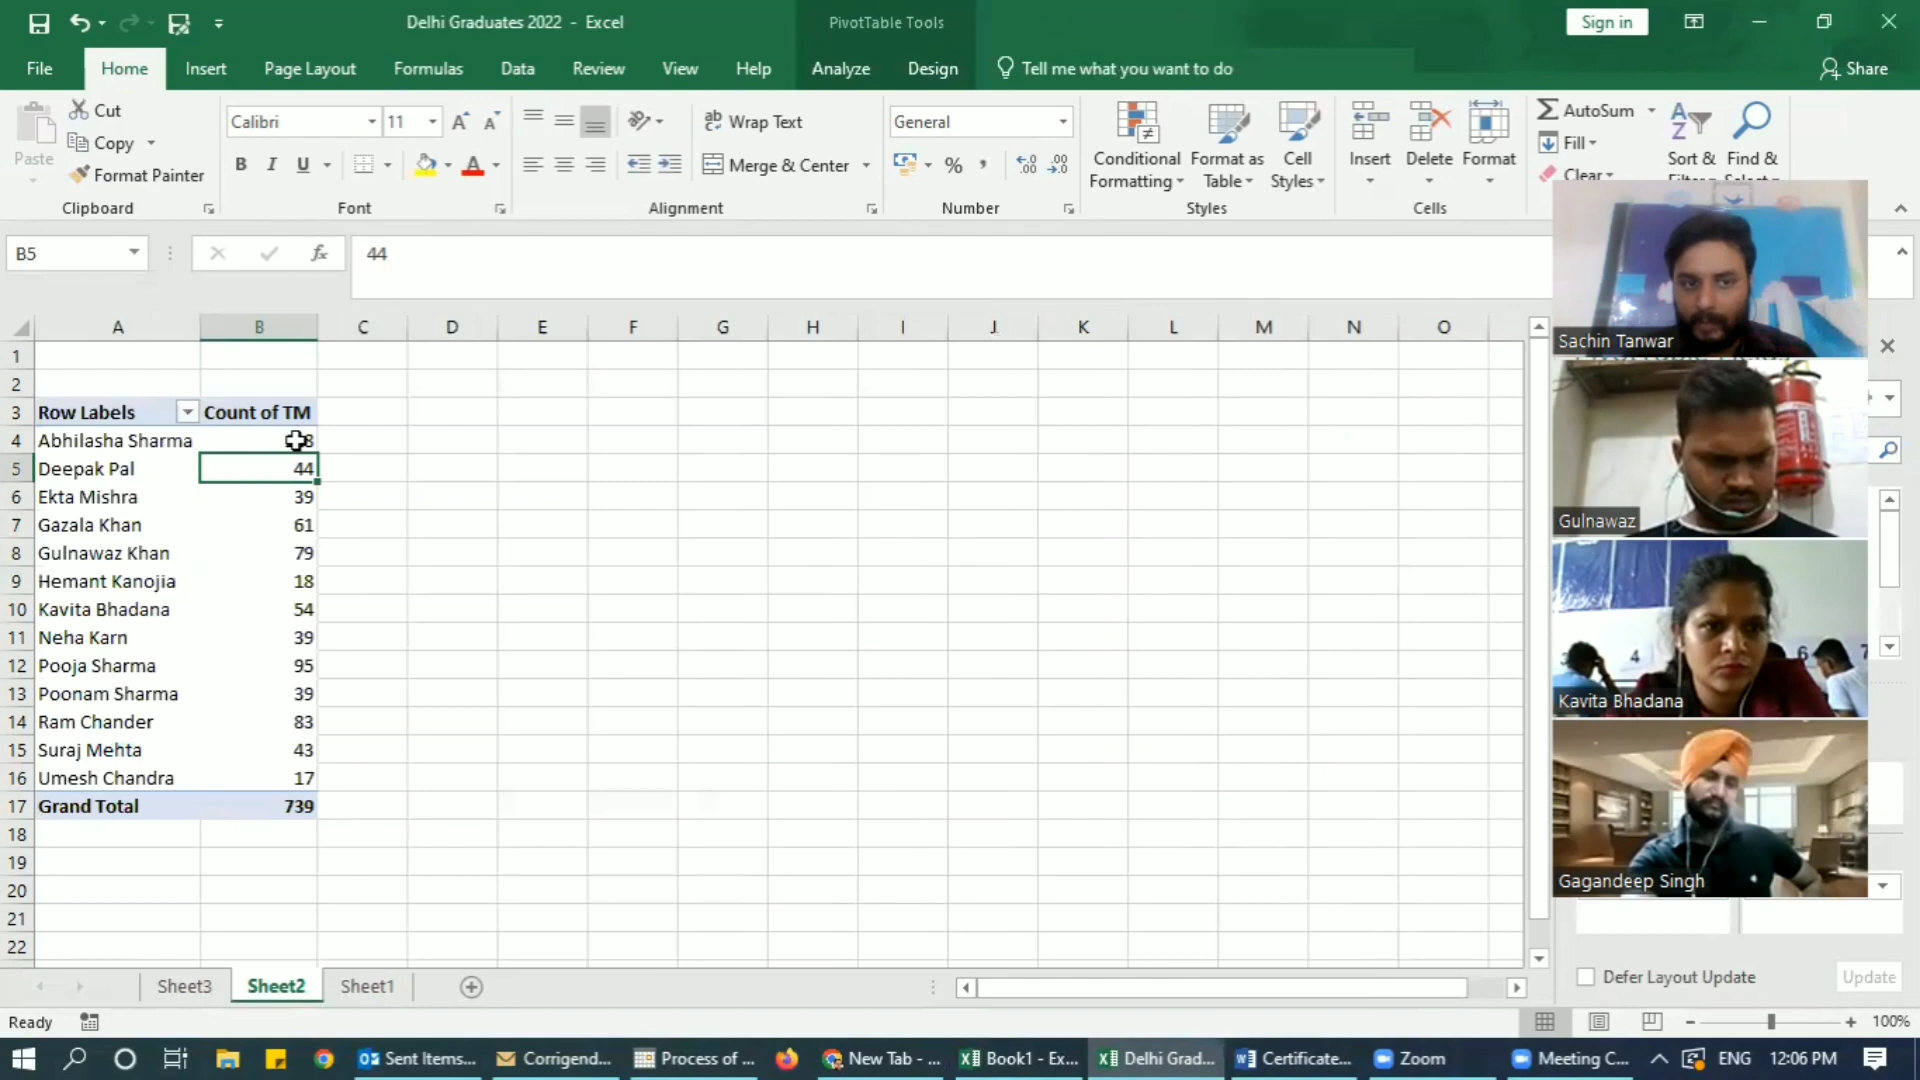 Delhi Graduates 2022 - Excel
PivotTable Tools
Sign in
File
Home
Insert
Page Layout
Formulas
Data
Review
View
Help
Analyze
Design
Tell me what you want to do
Share
Paste
Cut
Copy
Format Painter
Clipboard
Calibri
11
B I U
Font
Wrap Text
Merge & Center
Alignment
General
%
Number
Conditional
Formatting
Format as
Table
Cell
Styles
Styles
Insert
Delete
Format
Cells
AutoSum
Fill
Clear
Sort &
Find &
B5
fx
44
A B C D E F G H I J K L M N O
1
2
3 Row Labels Count of TM
4 Abhilasha Sharma 8
5 Deepak Pal 44
6 Ekta Mishra 39
7 Gazala Khan 61
8 Gulnawaz Khan 79
9 Hemant Kanojia 18
10 Kavita Bhadana 54
11 Neha Karn 39
12 Pooja Sharma 95
13 Poonam Sharma 39
14 Ram Chander 83
15 Suraj Mehta 43
16 Umesh Chandra 17
17 Grand Total 739
18
19
20
21
22
Sachin Tanwar
Gulnawaz
4
6
7
Kavita Bhadana
Gagandeep Singh
Defer Layout Update
Update
Sheet3
Sheet2
Sheet1
Ready
100%
Sent Items...
Corrigend...
Process of ...
New Tab - ...
Book1 - Ex...
Delhi Grad...
Certificate...
Zoom
Meeting C...
ENG
12:06 PM